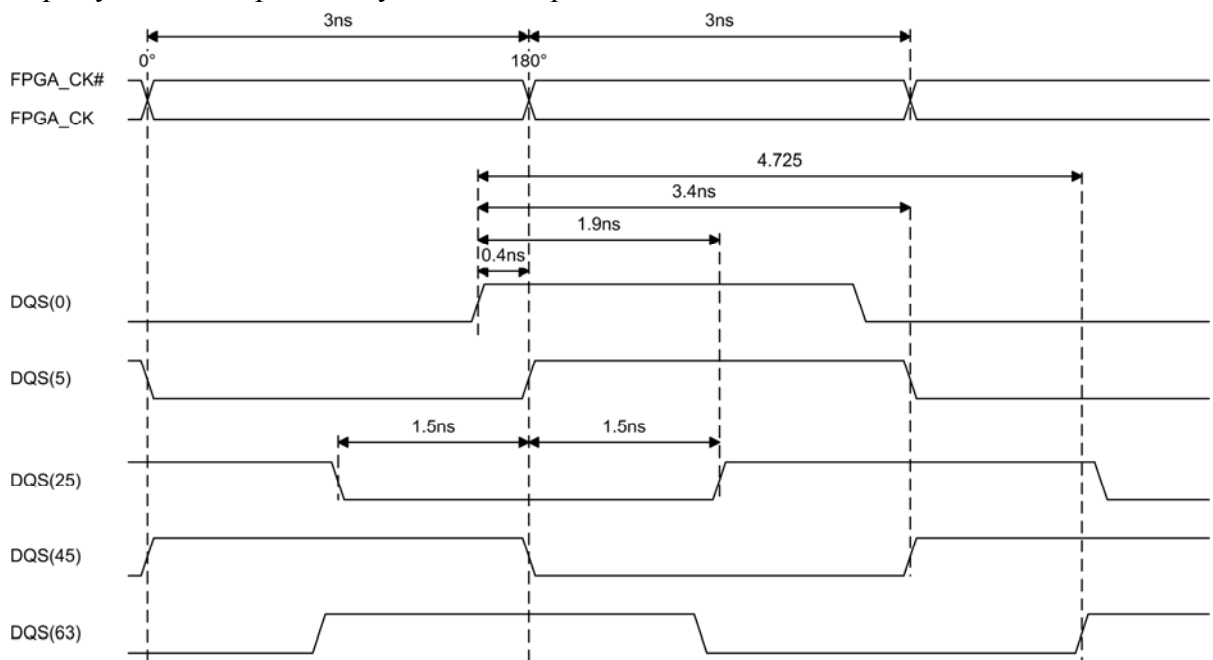 3ns 3ns
0° 180°
FPGA_CK#
FPGA_CK
4.725
3.4ns
1.9ns
0.4ns
DQS(0)
DQS(5)
1.5ns 1.5ns
DQS(25)
DQS(45)
DQS(63)